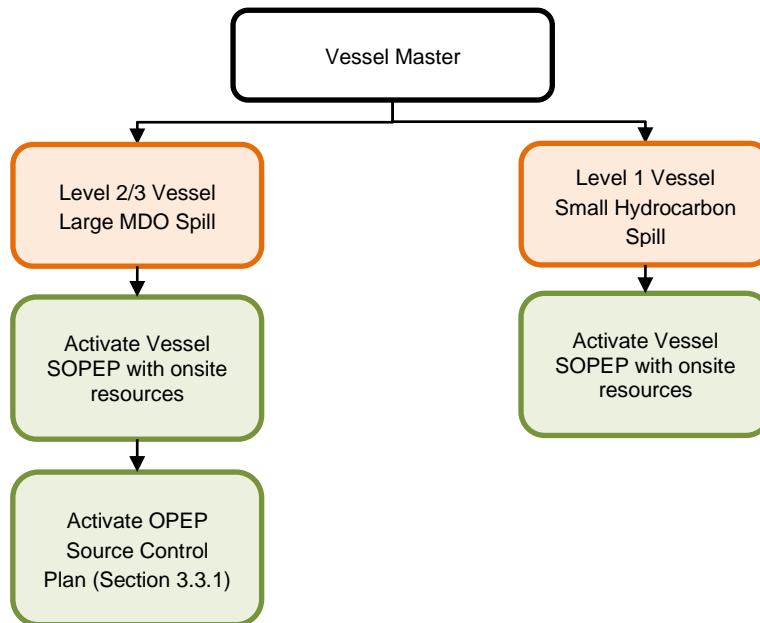 Vessel Master
Level 2/3 Vessel
Large MDO Spill
Level 1 Vessel
Small Hydrocarbon
Spill
Activate Vessel
SOPEP with onsite
resources
Activate Vessel
SOPEP with onsite
resources
Activate OPEP
Source Control
Plan (Section 3.3.1)